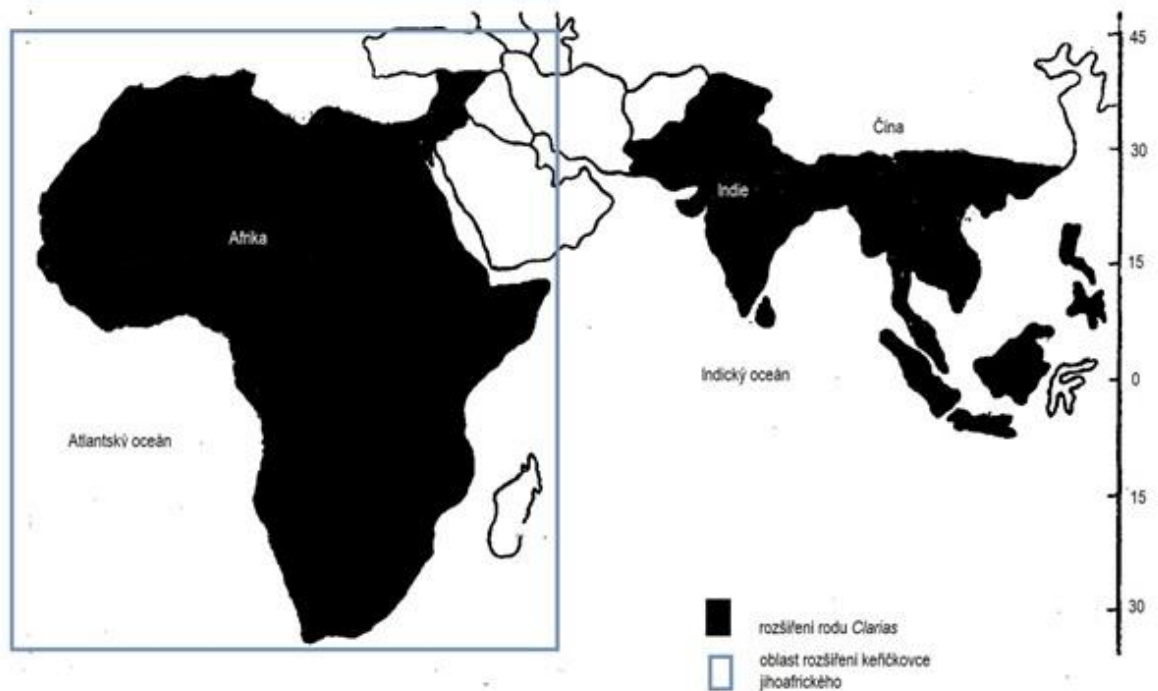 45
Čína
30
Indie
Afrika
15
Indický oceán
0
Atlantský oceán
15
30
rozšíření rodu Clarias
oblast rozšíření keříčkovce
jihoafrického